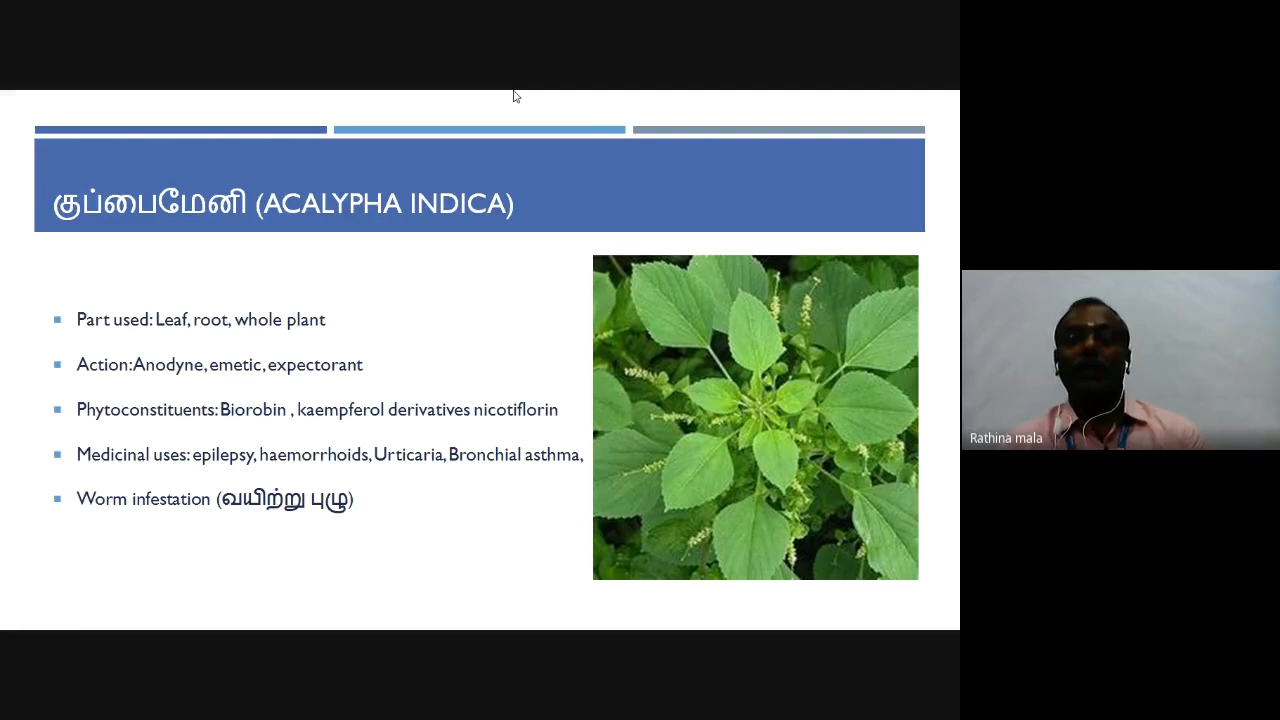 குப்பைமேனி (ACALYPHA INDICA)
Part used: Leaf, root, whole plant
Action: Anodyne, emetic, expectorant
Phytoconstituents: Biorobin , kaempferol derivatives nicotiflorin
Medicinal uses: epilepsy, haemorrhoids, Urticaria, Bronchial asthma,
Worm infestation (வயிற்று புழு)
Rathina mala